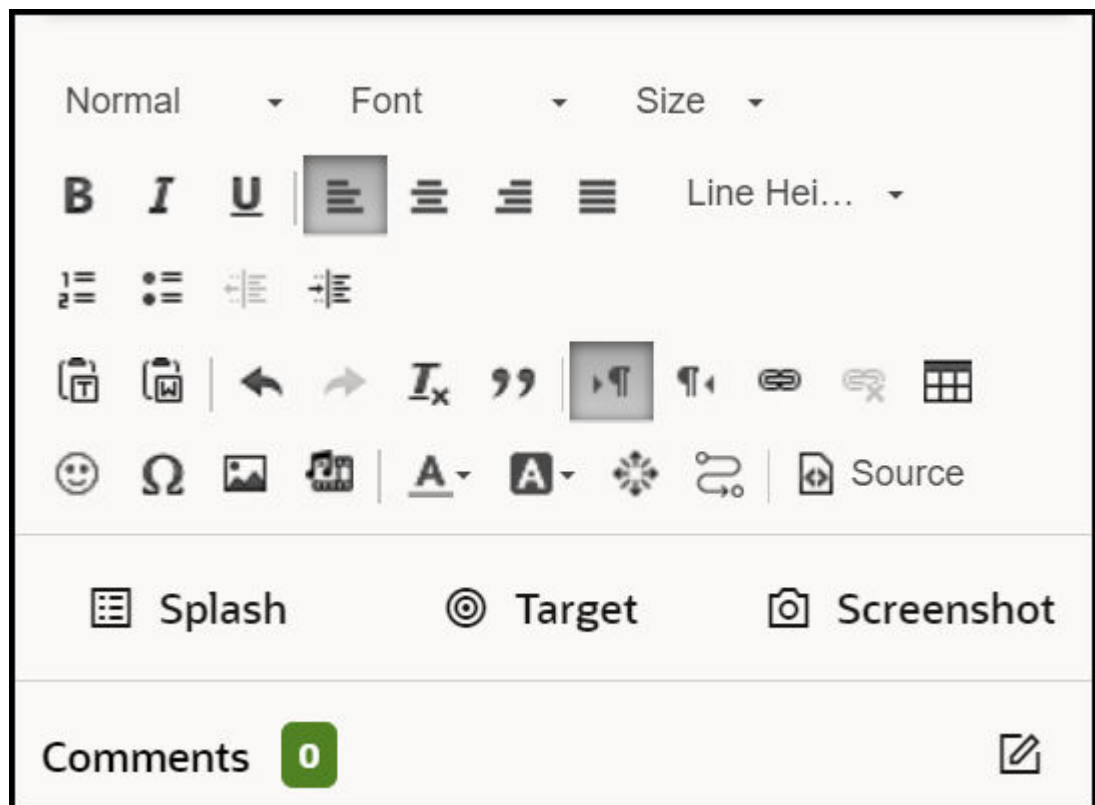 Normal Font Size
B I U Line Hei...
Source
Splash Target Screenshot
Comments 0